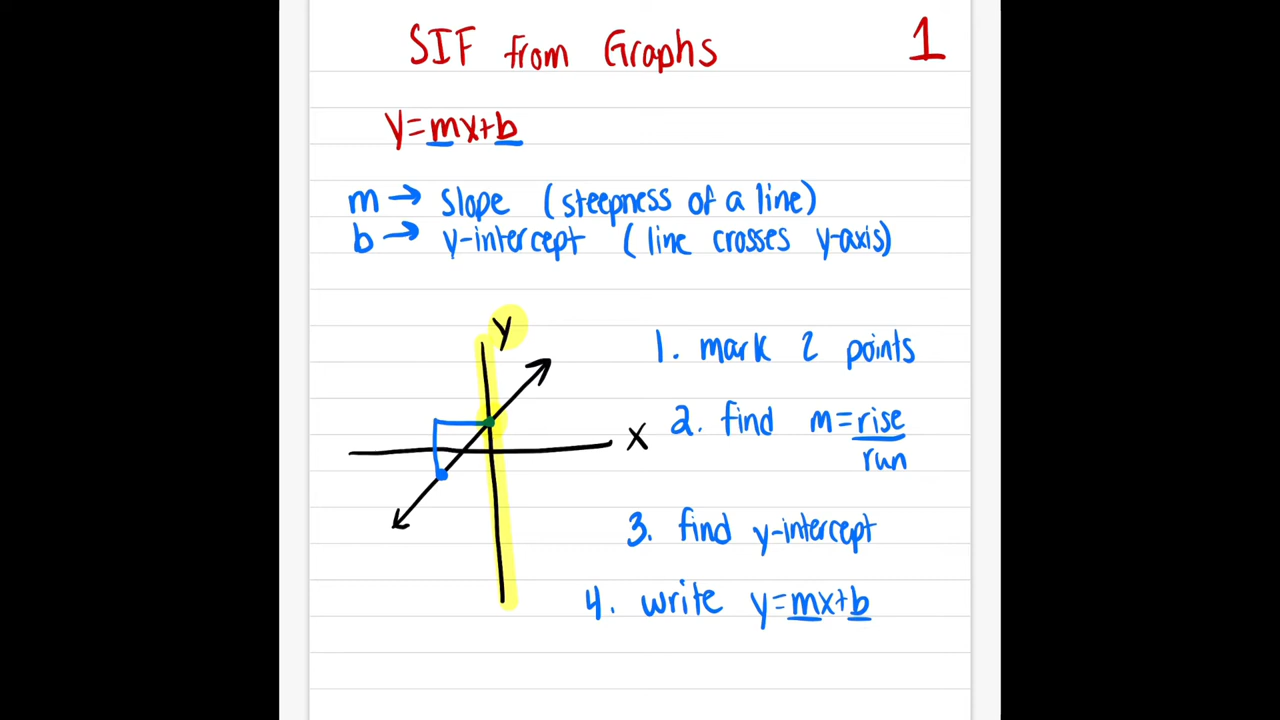 SIF from Graphs 1
y=mx+b
m → slope (steepness of a line)
b → y-intercept (line crosses y-axis)
y
x
1. mark 2 points
2. find m=rise
run
3. find y-intercept
4. write y=mx+b